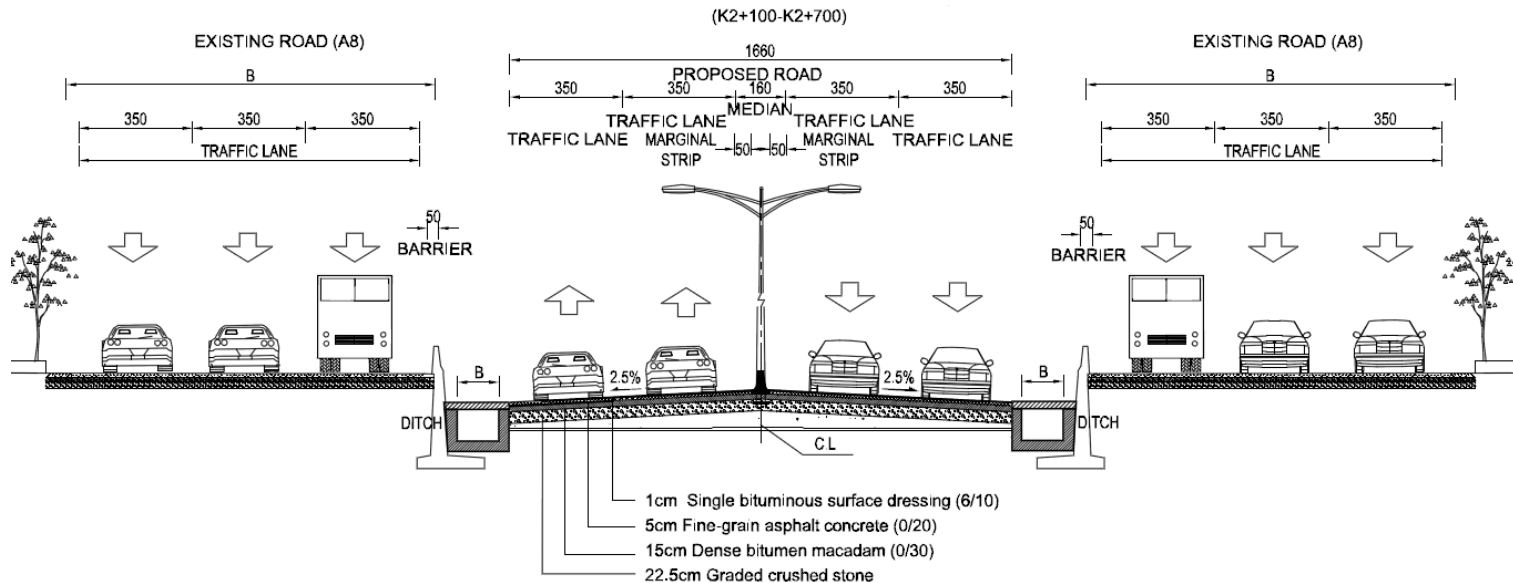 (K2+100-K2+700)
EXISTING ROAD (A8)
EXISTING ROAD (A8)
1660
B
PROPOSED ROAD
B
350
350
160
350
350
MEDIAN
350
350
350
350
350
350
TRAFFIC LANE
TRAFFIC LANE
TRAFFIC LANE
MARGINAL
STRIP
50
50
MARGINAL
STRIP
TRAFFIC LANE
TRAFFIC LANE
TRAFFIC LANE
50
BARRIER
50
BARRIER
B
2.5%
2.5%
B
DITCH
DITCH
C.L
1cm Single bituminous surface dressing (6/10)
5cm Fine-grain asphalt concrete (0/20)
15cm Dense bitumen macadam (0/30)
22.5cm Graded crushed stone